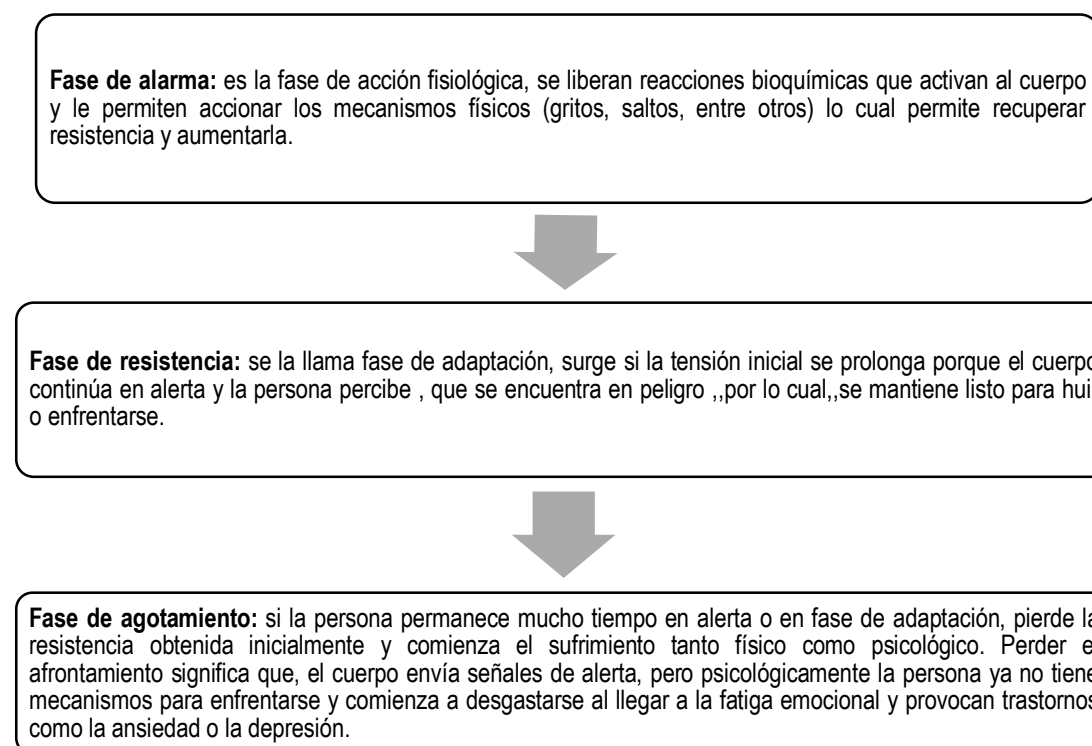 Fase de alarma: es la fase de acción fisiológica, se liberan reacciones bioquímicas que activan al cuerpo
y le permiten accionar los mecanismos físicos (gritos, saltos, entre otros) lo cual permite recuperar
resistencia y aumentarla.
Fase de resistencia: se la llama fase de adaptación, surge si la tensión inicial se prolonga porque el cuerpo
continúa en alerta y la persona percibe , que se encuentra en peligro ,,por lo cual,,se mantiene listo para hui
o enfrentarse.
Fase de agotamiento: si la persona permanece mucho tiempo en alerta o en fase de adaptación, pierde la
resistencia obtenida inicialmente y comienza el sufrimiento tanto físico como psicológico. Perder e
afrontamiento significa que, el cuerpo envía señales de alerta, pero psicológicamente la persona ya no tiene
mecanismos para enfrentarse y comienza a desgastarse al llegar a la fatiga emocional y provocan trastornos
como la ansiedad o la depresión.